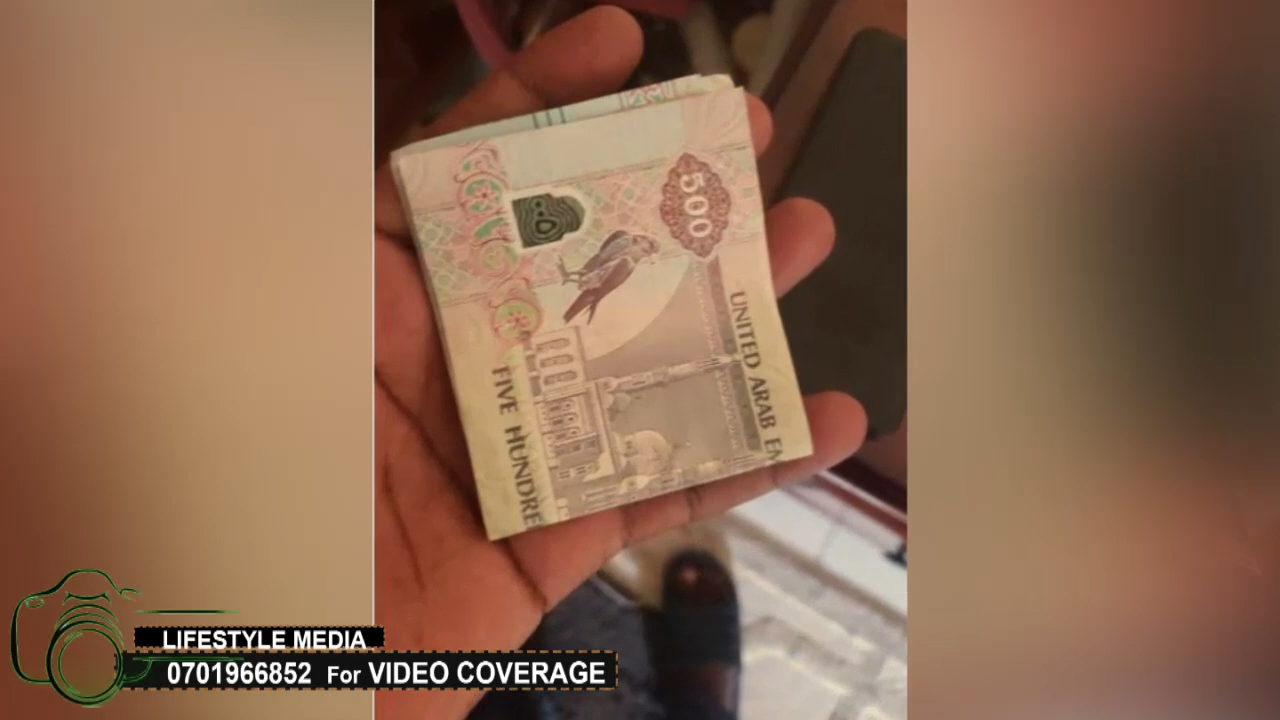 500
UNITED ARAB EM
FIVE HUNDRE
LIFESTYLE MEDIA
0701966852 For VIDEO COVERAGE